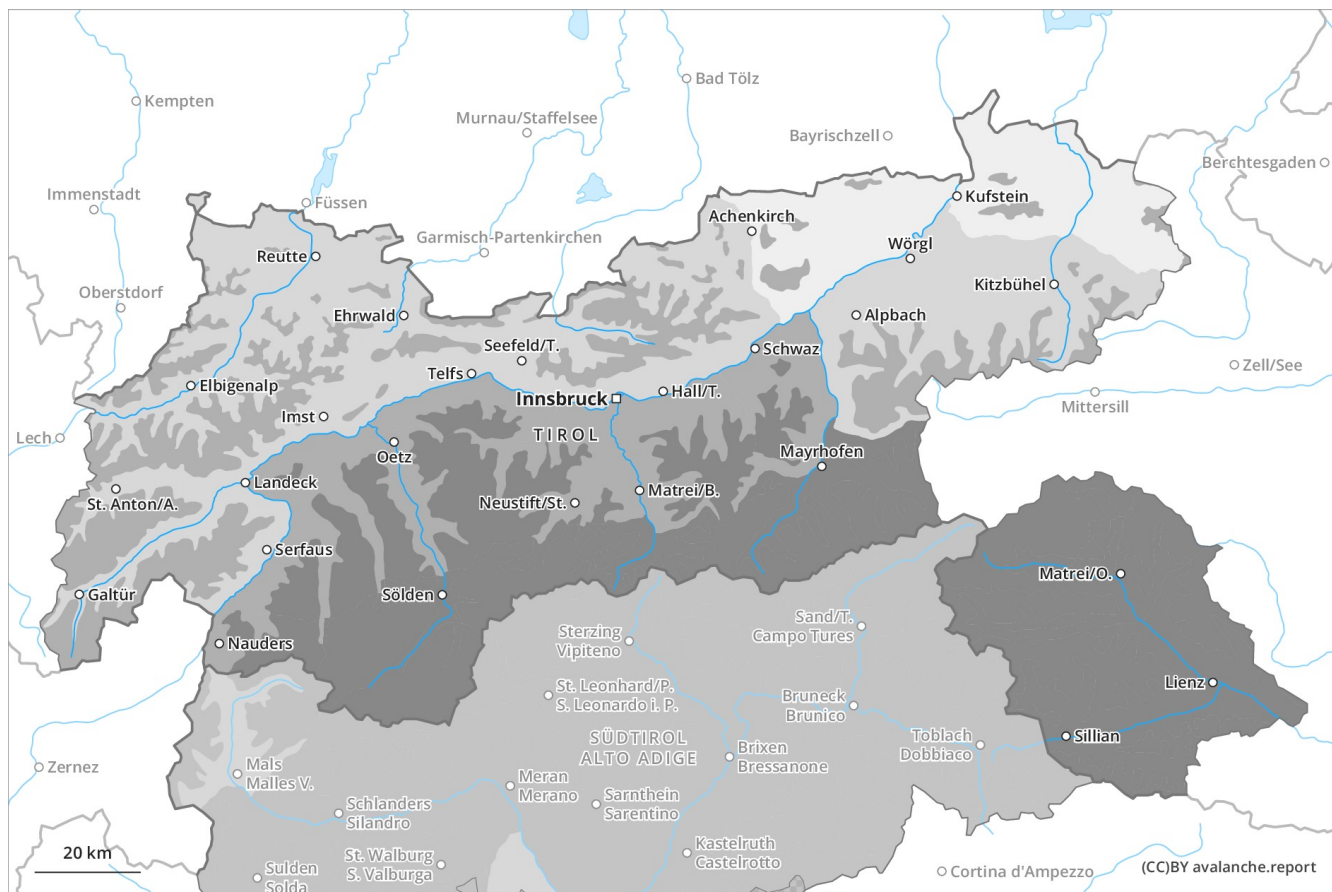 Bad Tölz
Kempten
Murnau/Staffelsee
Bayrischzell
Berchtesgaden
Immenstadt
Füssen
Kufstein
Achenkirch
Garmisch-Partenkirchen
Wörgl
Reutte
Kitzbühel
Oberstdorf
Ehrwald
Alpbach
Seefeld/T.
Schwaz
Zell/See
Telfs
Elbigenalp
Hall/T.
Innsbruck
Mittersill
Imst
TIROL
Lech
Oetz
Mayrhofen
Landeck
Matrei/B.
St. Anton/A.
Neustift/St.
Serfaus
Matrei/O.
Galtür
Sölden
Sand/T.
Campo Tures
Sterzing
Vipiteno
Nauders
Lienz
St. Leonhard/P.
S. Leonardo i. P.
Bruneck
Brunico
SÜDTIROL
ALTO ADIGE
Toblach
Dobbiaco
Sillian
Brixen
Bressanone
Zernez
Mals
Malles V.
Meran
Merano
Sarnthein
Sarentino
Schlanders
Silandro
20 km
Kastelruth
Castelrotto
St. Walburg
S. Valburga
Sulden
Solda
Cortina d'Ampezzo
(CC)BY avalanche.report